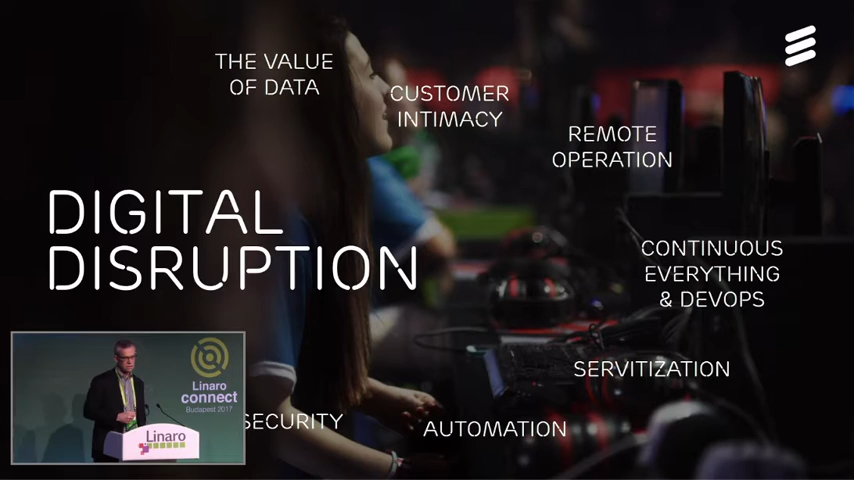 THE VALUE
OF DATA
CUSTOMER
INTIMACY
REMOTE
OPERATION
DIGITAL
DISRUPTION
CONTINUOUS
EVERYTHING
& DEVOPS
SERVITIZATION
SECURITY
AUTOMATION
Linaro
connect
Budapest 2017
Linaro